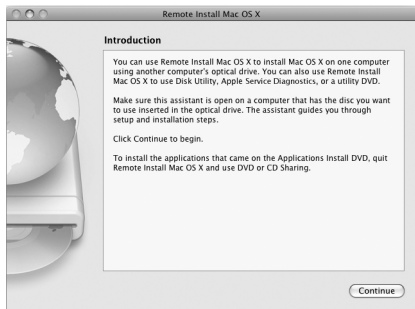 Remote Install Mac OS X
Introduction
You can use Remote Install Mac OS X to install Mac OS X on one computer
using another computer's optical drive. You can also use Remote Install
Mac OS X to use Disk Utility, Apple Service Diagnostics, or a utility DVD.
Make sure this assistant is open on a computer that has the disc you want
to use inserted in the optical drive. The assistant guides you through
setup and installation steps.
Click Continue to begin.
To install the applications that came on the Applications Install DVD, quit
Remote Install Mac OS X and use DVD or CD Sharing.
Continue